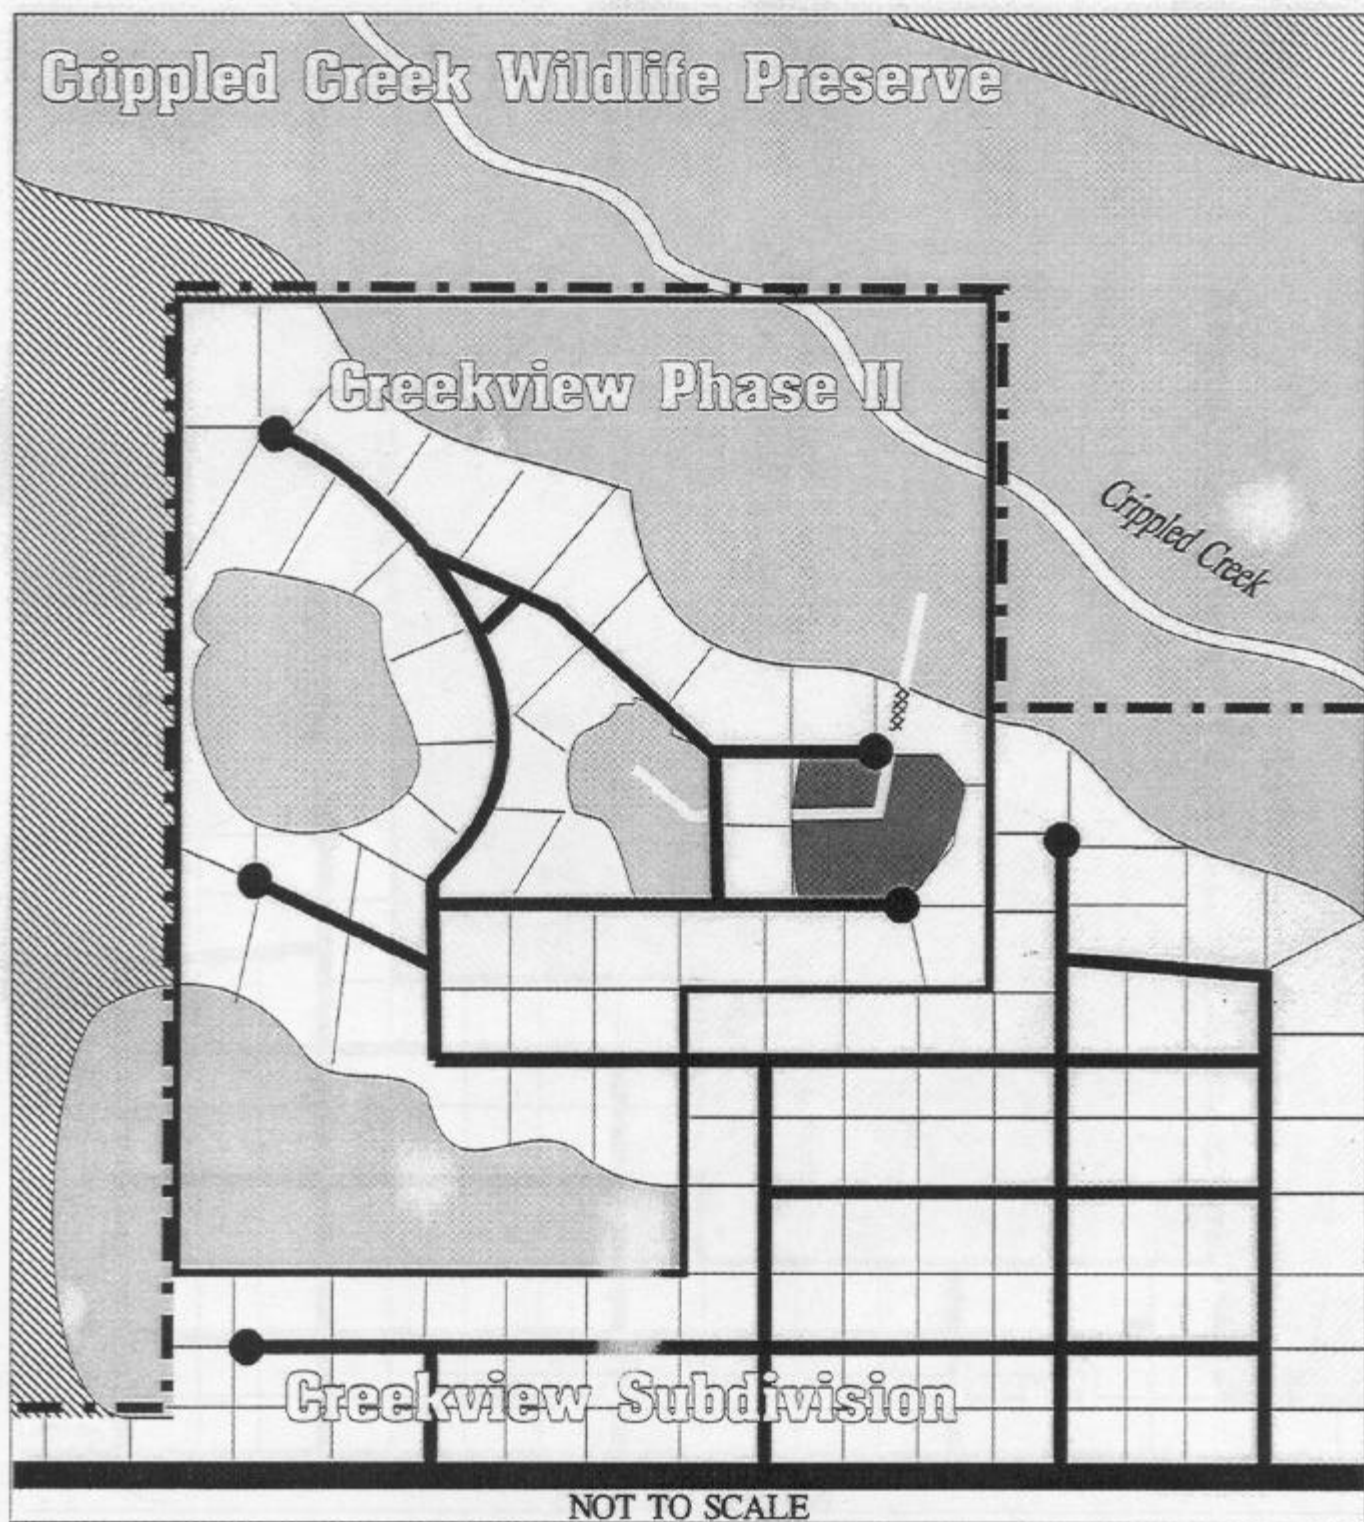 Crippled Creek Wildlife Preserve
Creekview Phase II
Crippled Creek
Creekview Subdivision
NOT TO SCALE